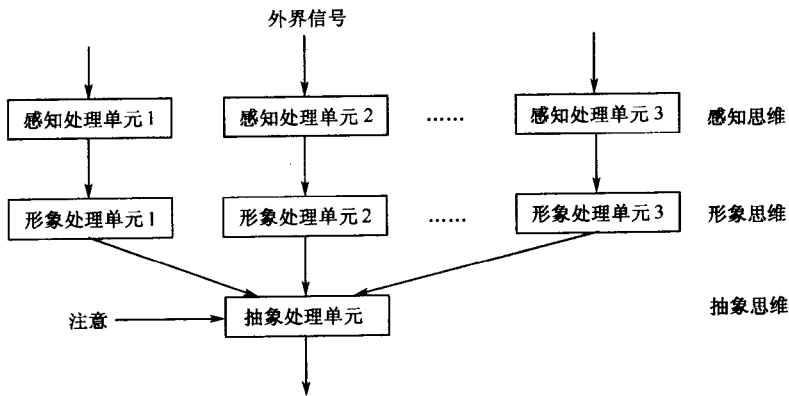 外界信号
感知处理单元1
感知处理单元2
……
感知处理单元3
感知思维
形象处理单元1
形象处理单元2
……
形象处理单元3
形象思维
注意
抽象处理单元
抽象思维